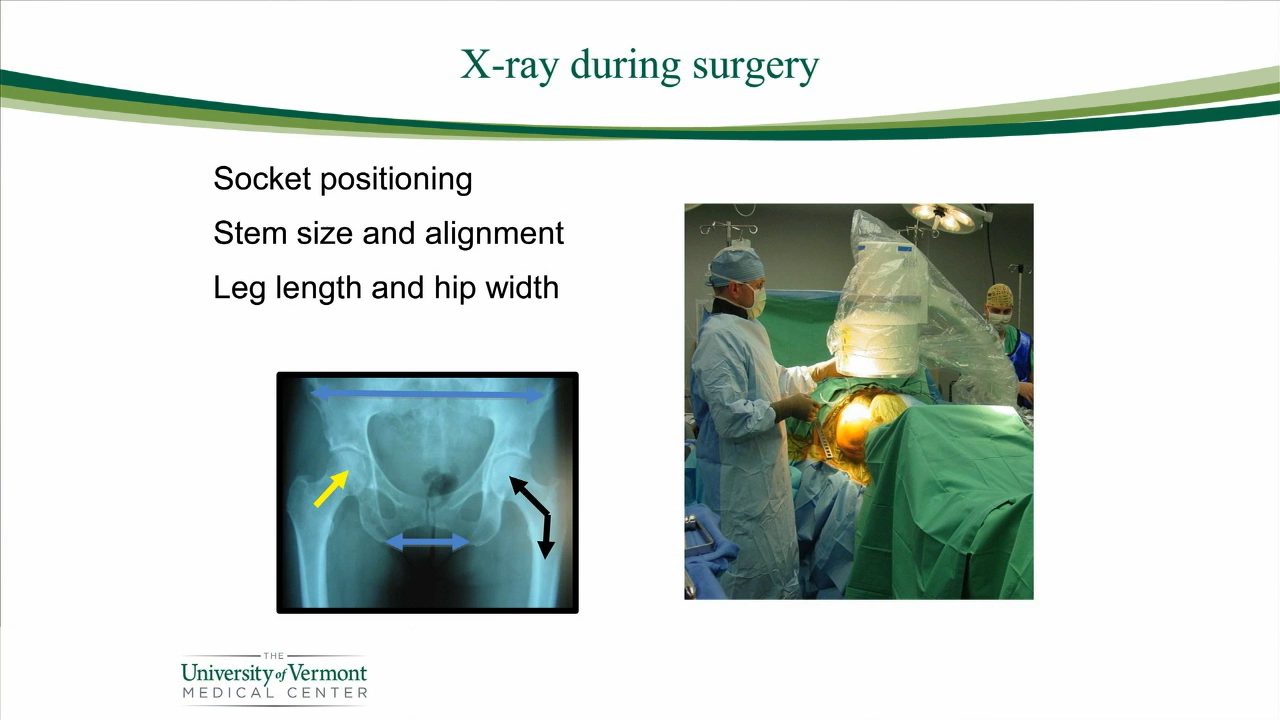 X-ray during surgery
Socket positioning
Stem size and alignment
Leg length and hip width
THE
University of Vermont
MEDICAL CENTER